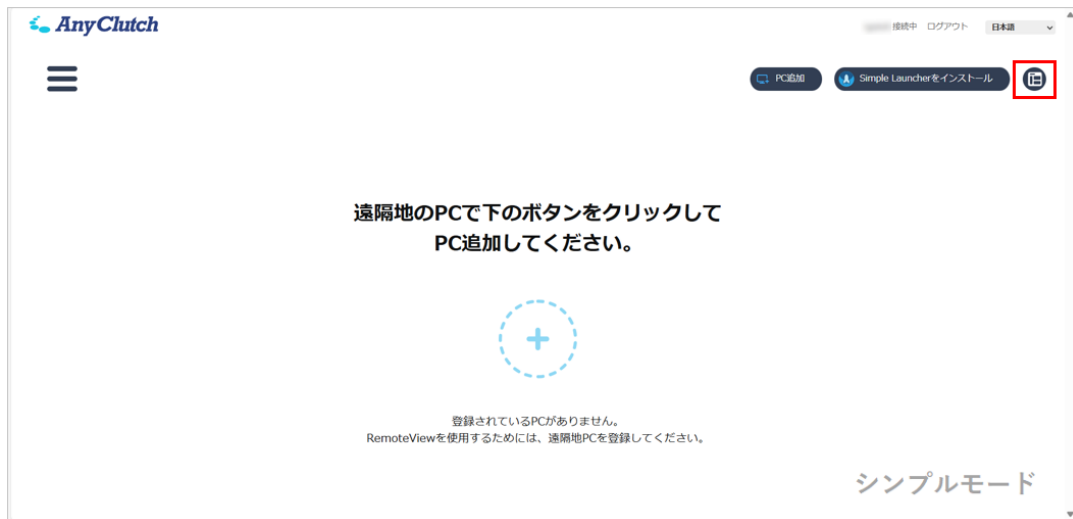 AnyClutch
接続中 ログアウト 日本語
PC追加 Simple Launcherをインストール
遠隔地のPCで下のボタンをクリックして
PC追加してください。
登録されているPCがありません。
RemoteViewを使用するためには、遠隔地PCを登録してください。
シンプルモード